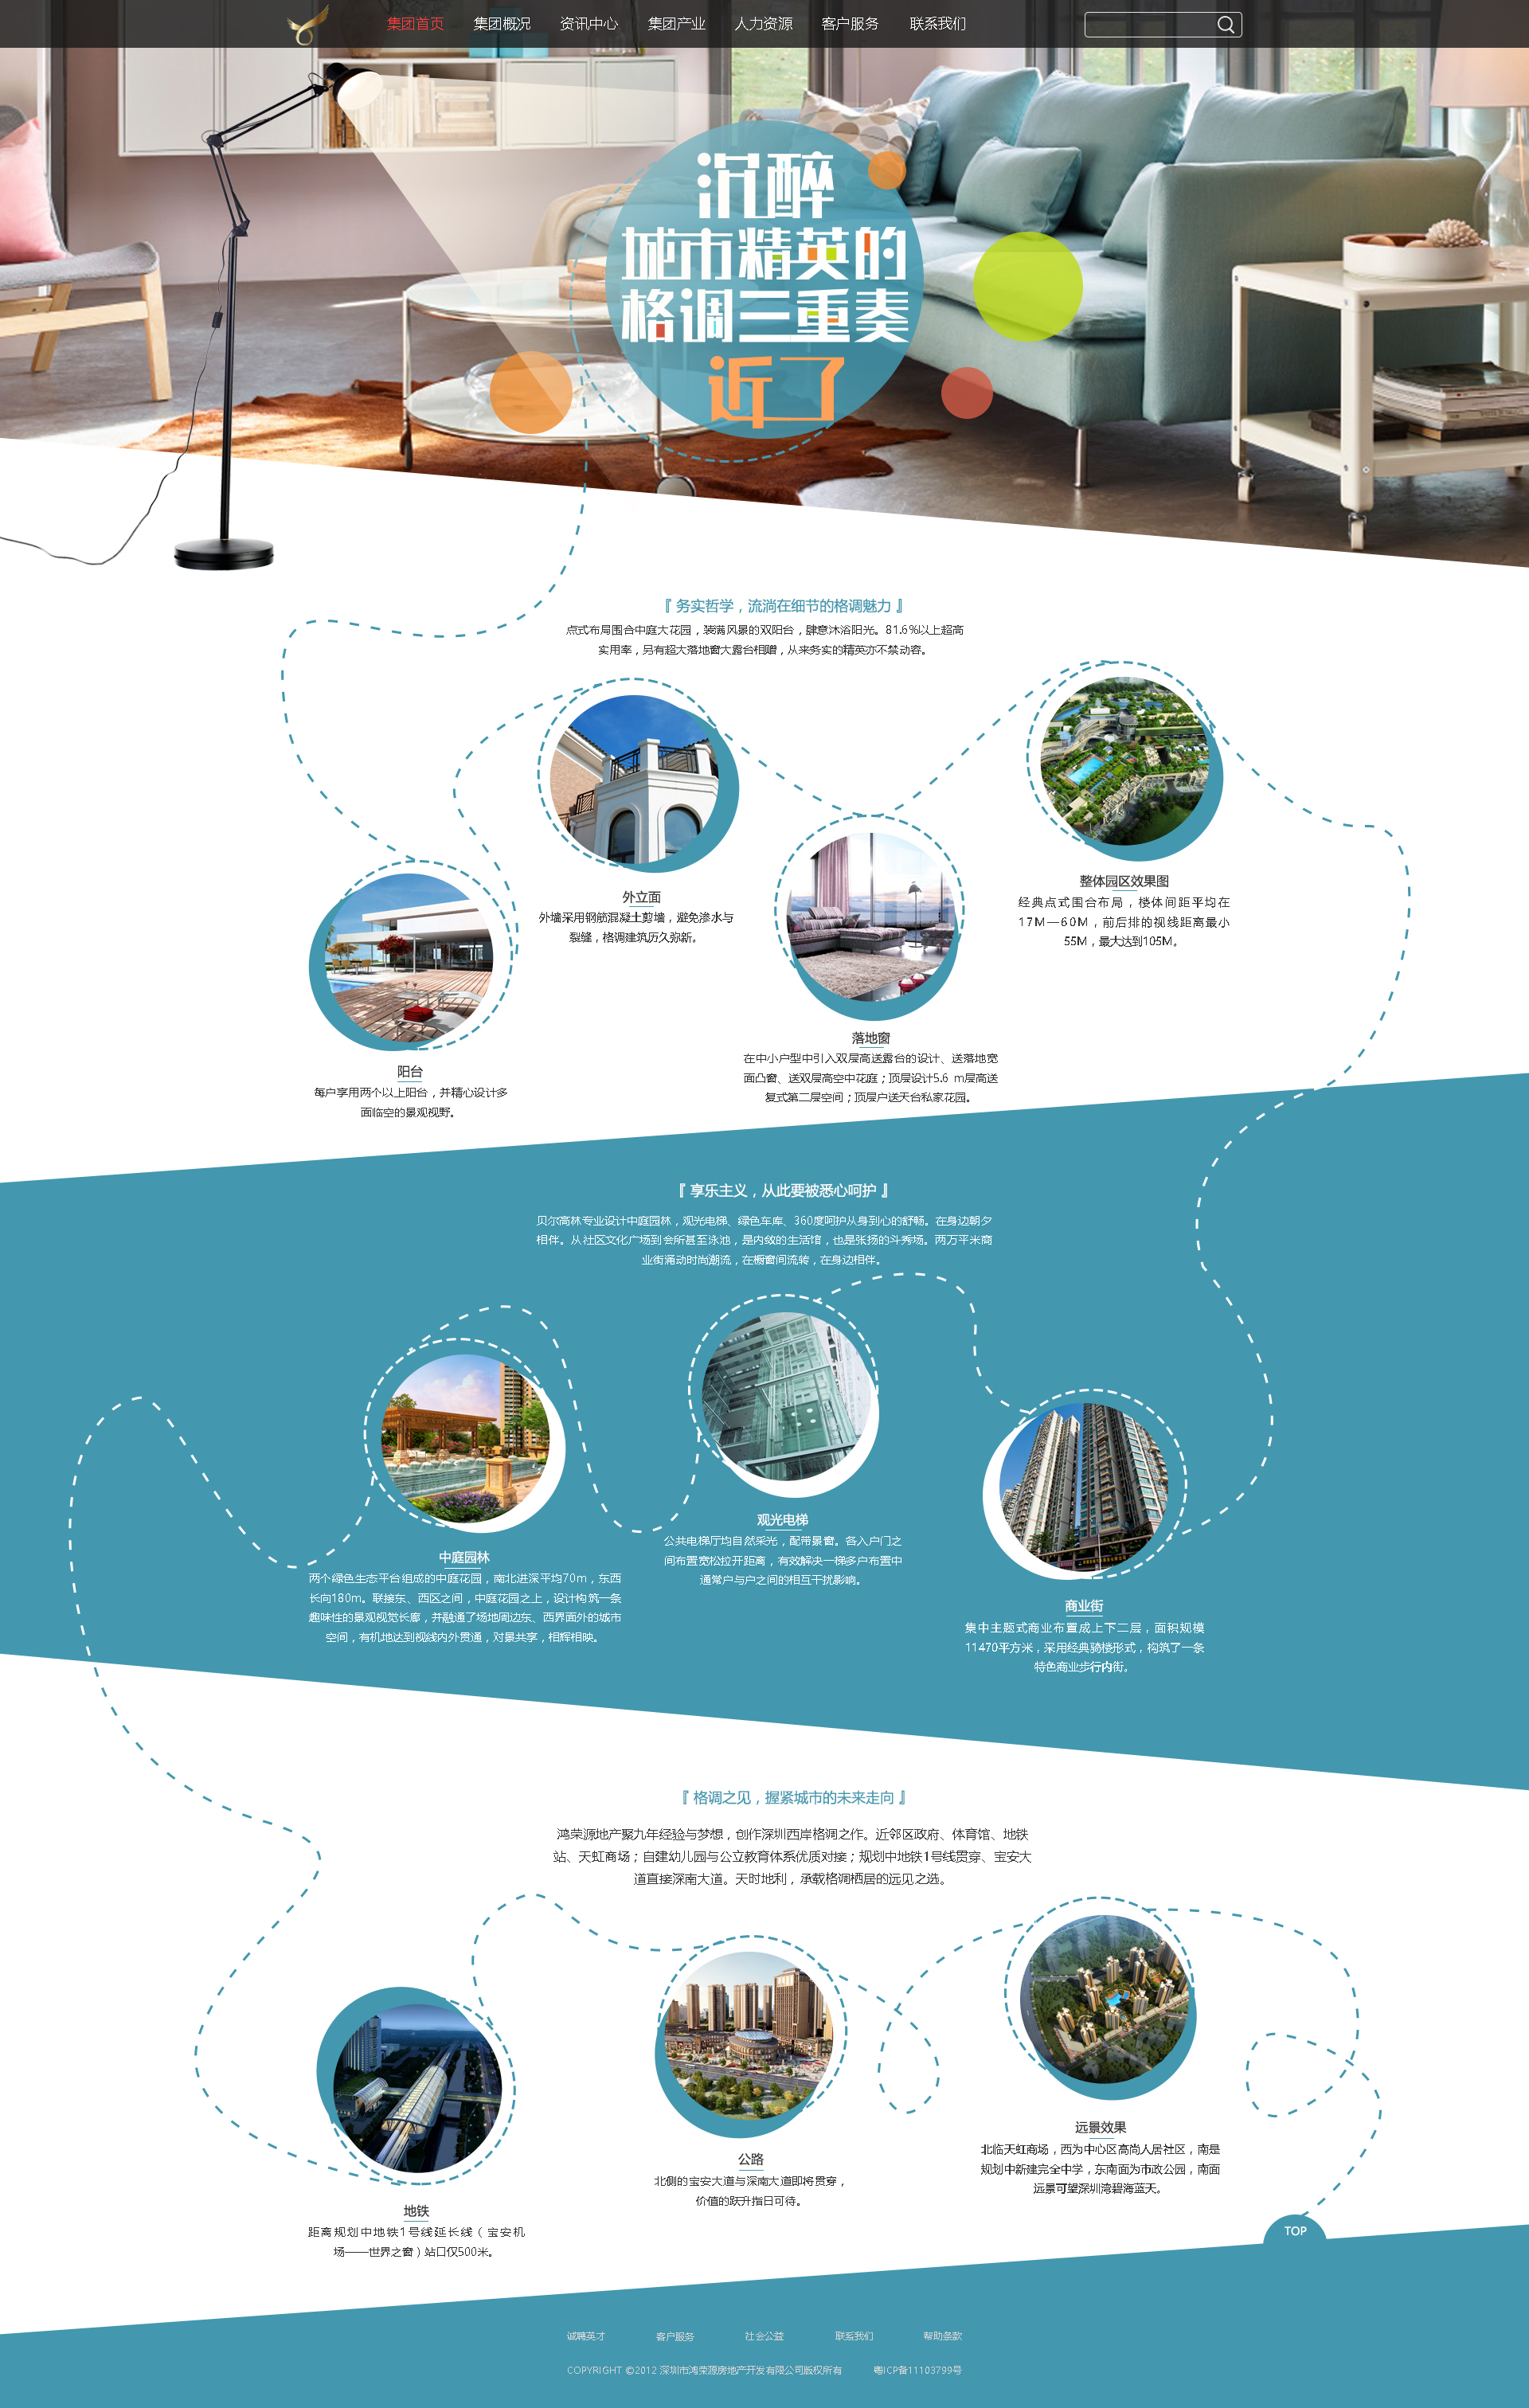 集团首页 集团概况 资讯中心 集团产业 人力资源 客户服务 联系我们
沉醉
城市精英的
格调三重奏
近了
『 务实哲学，流淌在细节的格调魅力 』
点式布局围合中庭大花园，装满风景的双阳台，肆意沐浴阳光。81.6%以上超高
实用率，另有超大落地窗大露台相赠，从来务实的精英亦不禁动容。
外立面
外墙采用钢筋混凝土剪墙，避免渗水与
裂缝，格调建筑历久弥新。
整体园区效果图
经典点式围合布局，楼体间距平均在
17M—60M，前后排的视线距离最小
55M，最大达到105M。
阳台
每户享用两个以上阳台，并精心设计多
面临空的景观视野。
落地窗
在中小户型中引入双层高送露台的设计、送落地宽
面凸窗、送双层高空中花庭；顶层设计5.6 m层高送
复式第二层空间；顶层户送天台私家花园。
『 享乐主义，从此要被悉心呵护 』
贝尔高林专业设计中庭园林，观光电梯、绿色车库、360度呵护从身到心的舒畅。在身边朝夕
相伴。从社区文化广场到会所甚至泳池，是内敛的生活馆，也是张扬的斗秀场。两万平米商
业街涌动时尚潮流，在橱窗间流转，在身边相伴。
中庭园林
两个绿色生态平台组成的中庭花园，南北进深平均70m，东西
长向180m。联接东、西区之间，中庭花园之上，设计构筑一条
趣味性的景观视觉长廊，并融通了场地周边东、西界面外的城市
空间，有机地达到视线内外贯通，对景共享，相辉相映。
观光电梯
公共电梯厅均自然采光，配带景窗。各入户门之
间布置宽松拉开距离，有效解决一梯多户布置中
通常户与户之间的相互干扰影响。
商业街
集中主题式商业布置成上下二层，面积规模
11470平方米，采用经典骑楼形式，构筑了一条
特色商业步行内街。
『 格调之见，握紧城市的未来走向 』
鸿荣源地产聚九年经验与梦想，创作深圳西岸格调之作。近邻区政府、体育馆、地铁
站、天虹商场；自建幼儿园与公立教育体系优质对接；规划中地铁1号线贯穿、宝安大
道直接深南大道。天时地利，承载格调栖居的远见之选。
地铁
距离规划中地铁1号线延长线（宝安机
场——世界之窗）站口仅500米。
公路
北侧的宝安大道与深南大道即将贯穿，
价值的跃升指日可待。
远景效果
北临天虹商场，西为中心区高尚人居社区，南是
规划中新建完全中学，东南面为市政公园，南面
远景可望深圳湾碧海蓝天。
TOP
诚聘英才 客户服务 社会公益 联系我们 帮助条款
COPYRIGHT ©2012 深圳市鸿荣源房地产开发有限公司版权所有 粤ICP备11103799号